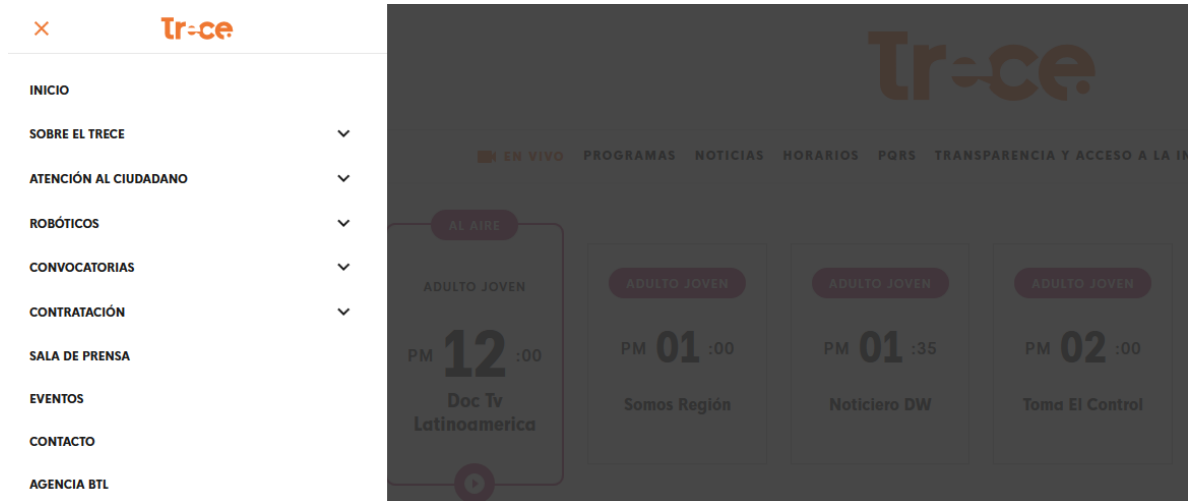 Trece
INICIO
SOBRE EL TRECE
ATENCIÓN AL CIUDADANO
ROBÓTICOS
CONVOCATORIAS
CONTRATACIÓN
SALA DE PRENSA
EVENTOS
CONTACTO
AGENCIA BTL
Trece
EN VIVO PROGRAMAS NOTICIAS HORARIOS PQRS TRANSPARENCIA Y ACCESO A LA IN
AL AIRE
ADULTO JOVEN
PM 12 :00
Doc Tv
Latinoamerica
ADULTO JOVEN
PM 01 :00
Somos Región
ADULTO JOVEN
PM 01 :35
Noticiero DW
ADULTO JOVEN
PM 02 :00
Toma El Control